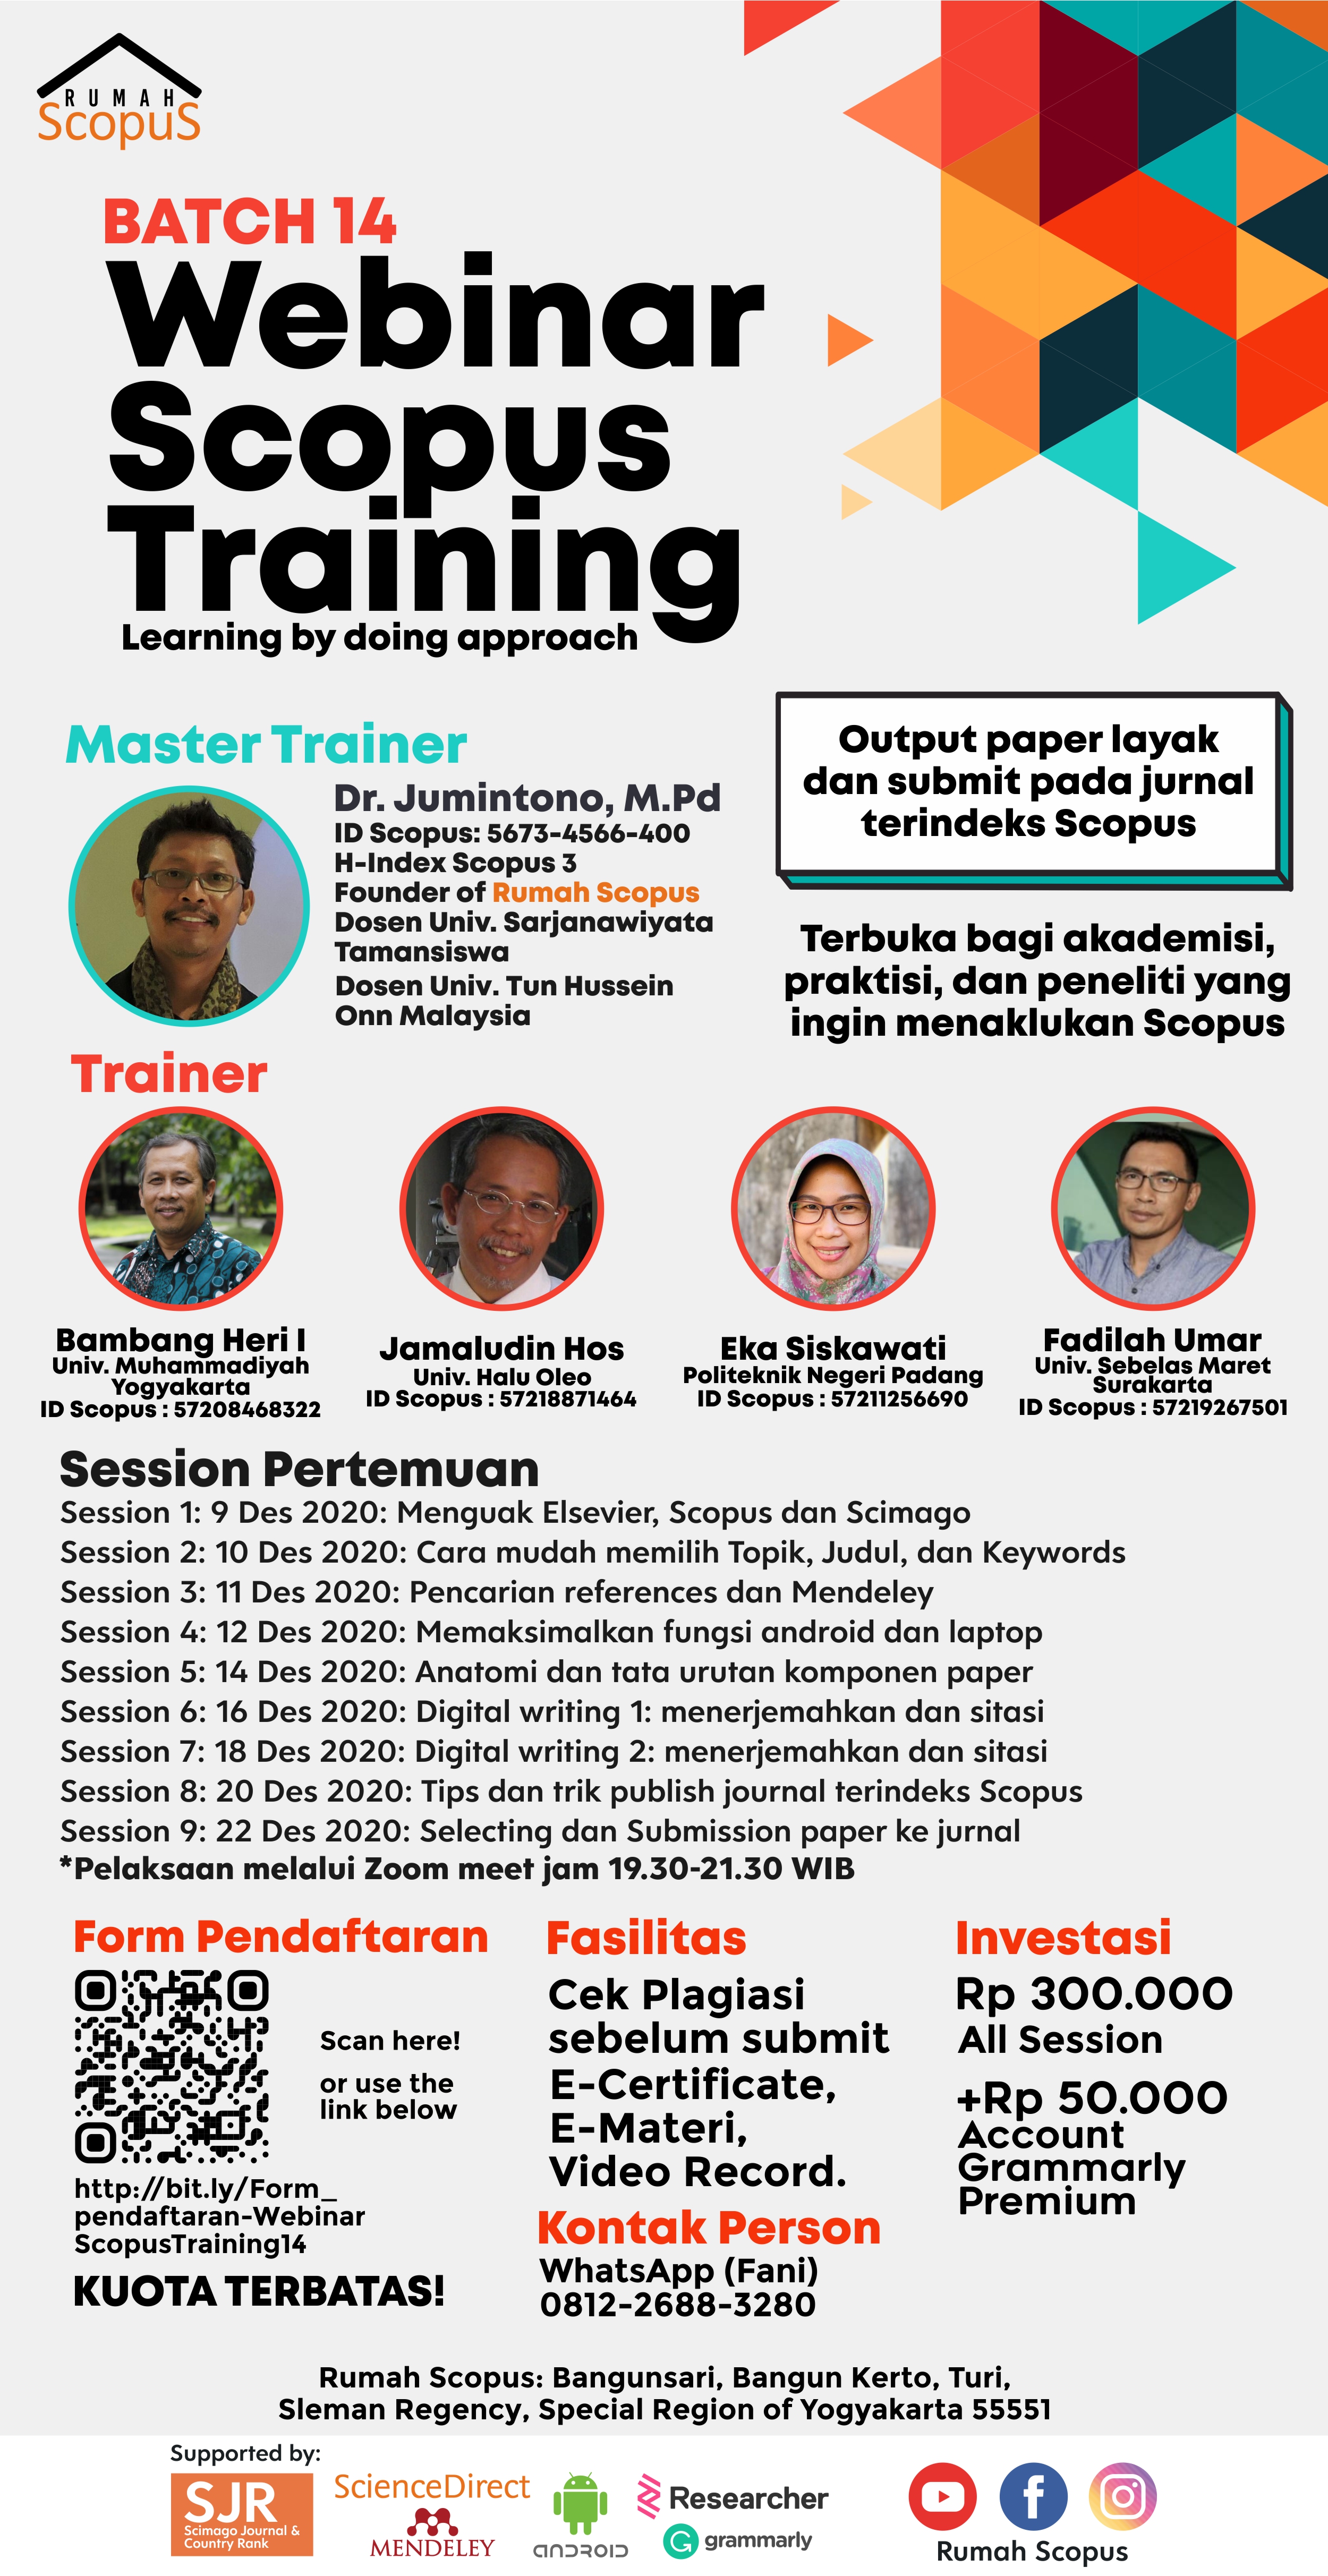 RUMAH
ScopuS
BATCH 14
Webinar
Scopus
Training
Learning by doing approach
Master Trainer
Dr. Jumintono, M.Pd
ID Scopus: 5673-4566-400
H-Index Scopus 3
Founder of Rumah Scopus
Dosen Univ. Sarjanawiyata
Tamansiswa
Dosen Univ. Tun Hussein
Onn Malaysia
Output paper layak
dan submit pada jurnal
terindeks Scopus
Terbuka bagi akademisi,
praktisi, dan peneliti yang
ingin menaklukan Scopus
Trainer
Bambang Heri I
Univ. Muhammadiyah
Yogyakarta
ID Scopus : 57208468322
Jamaludin Hos
Univ. Halu Oleo
ID Scopus : 57218871464
Eka Siskawati
Politeknik Negeri Padang
ID Scopus : 57211256690
Fadilah Umar
Univ. Sebelas Maret
Surakarta
ID Scopus : 57219267501
Session Pertemuan
Session 1: 9 Des 2020: Menguak Elsevier, Scopus dan Scimago
Session 2: 10 Des 2020: Cara mudah memilih Topik, Judul, dan Keywords
Session 3: 11 Des 2020: Pencarian references dan Mendeley
Session 4: 12 Des 2020: Memaksimalkan fungsi android dan laptop
Session 5: 14 Des 2020: Anatomi dan tata urutan komponen paper
Session 6: 16 Des 2020: Digital writing 1: menerjemahkan dan sitasi
Session 7: 18 Des 2020: Digital writing 2: menerjemahkan dan sitasi
Session 8: 20 Des 2020: Tips dan trik publish journal terindeks Scopus
Session 9: 22 Des 2020: Selecting dan Submission paper ke jurnal
*Pelaksaan melalui Zoom meet jam 19.30-21.30 WIB
Form Pendaftaran
Scan here!
or use the
link below
http://bit.ly/Form_
pendaftaran-Webinar
ScopusTraining14
KUOTA TERBATAS!
Fasilitas
Cek Plagiasi
sebelum submit
E-Certificate,
E-Materi,
Video Record.
Kontak Person
WhatsApp (Fani)
0812-2688-3280
Investasi
Rp 300.000
All Session
+Rp 50.000
Account
Grammarly
Premium
Rumah Scopus: Bangunsari, Bangun Kerto, Turi,
Sleman Regency, Special Region of Yogyakarta 55551
Supported by:
SJR
Scimago Journal &
Country Rank
ScienceDirect
MENDELEY
ANDROID
Researcher
grammarly
Rumah Scopus